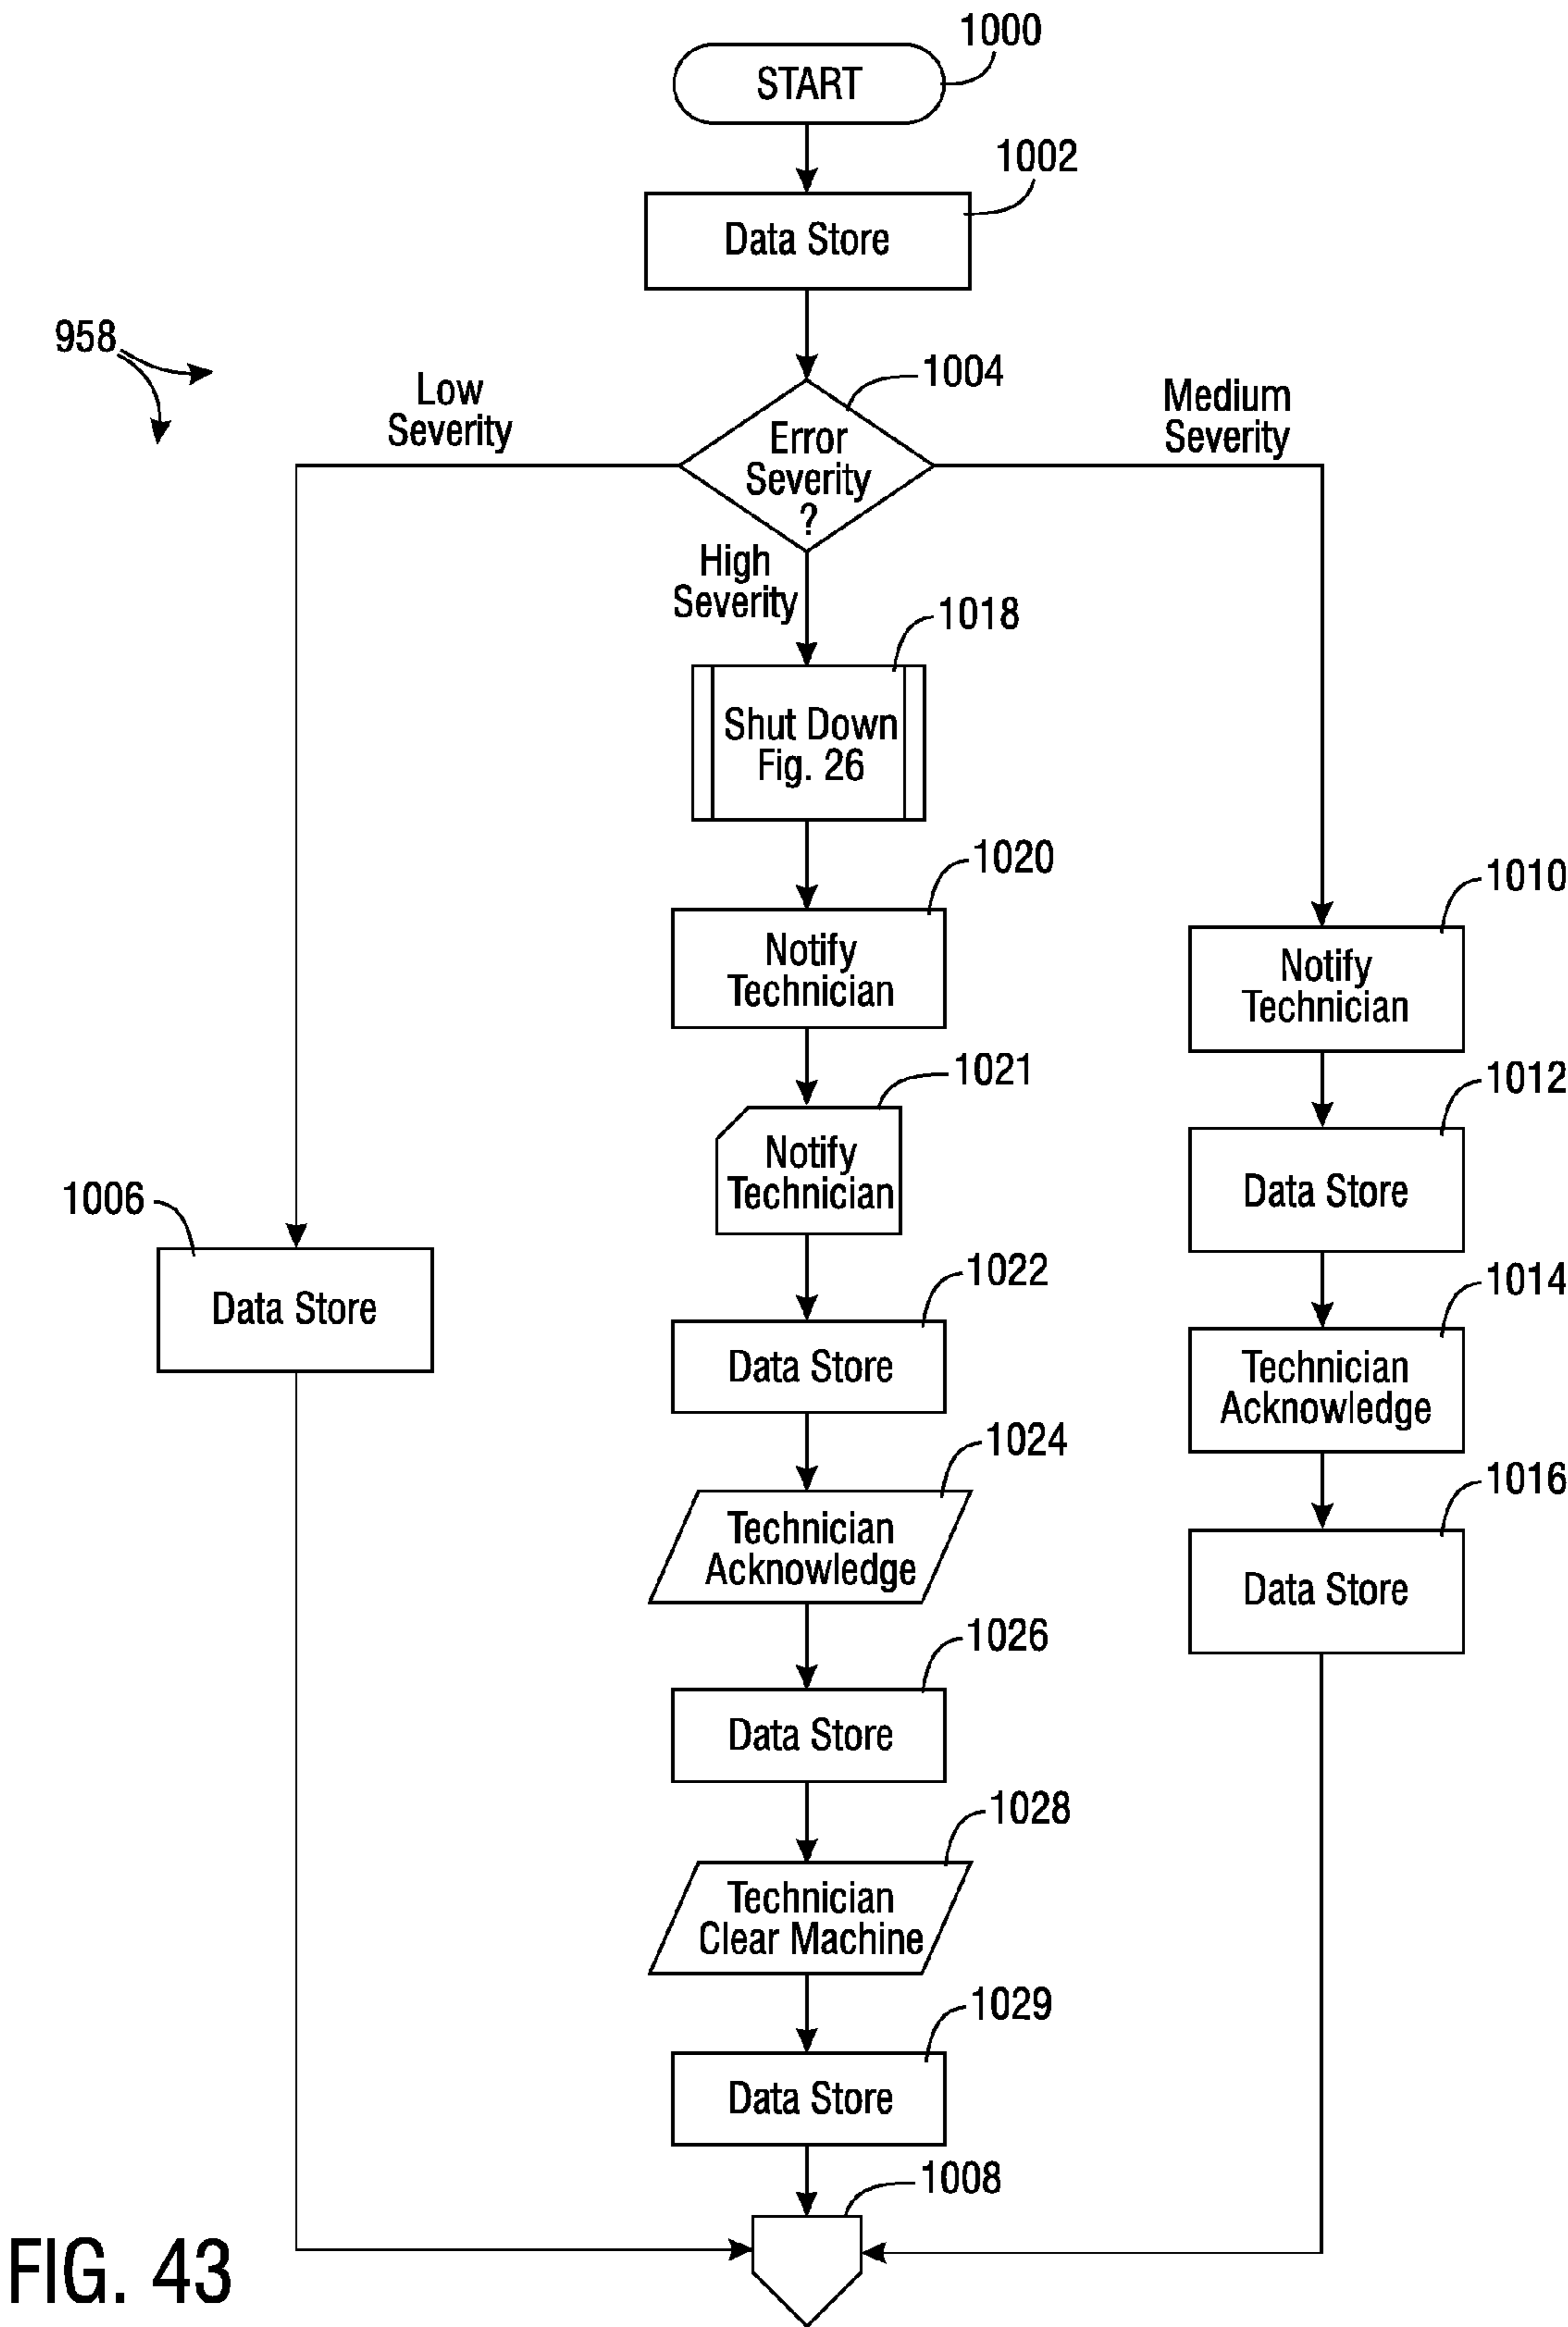 1000
START
1002
Data Store
958
1004
Low
Severity
Medium
Severity
Error
Severity
?
High
Severity
1018
Shut Down
Fig. 26
1020
Notify
Technician
1010
Notify
Technician
1021
Notify
Technician
1012
Data Store
1006
Data Store
1022
Data Store
1014
Technician
Acknowledge
1024
Technician
Acknowledge
1016
Data Store
1026
Data Store
1028
Technician
Clear Machine
1029
Data Store
1008
FIG. 43